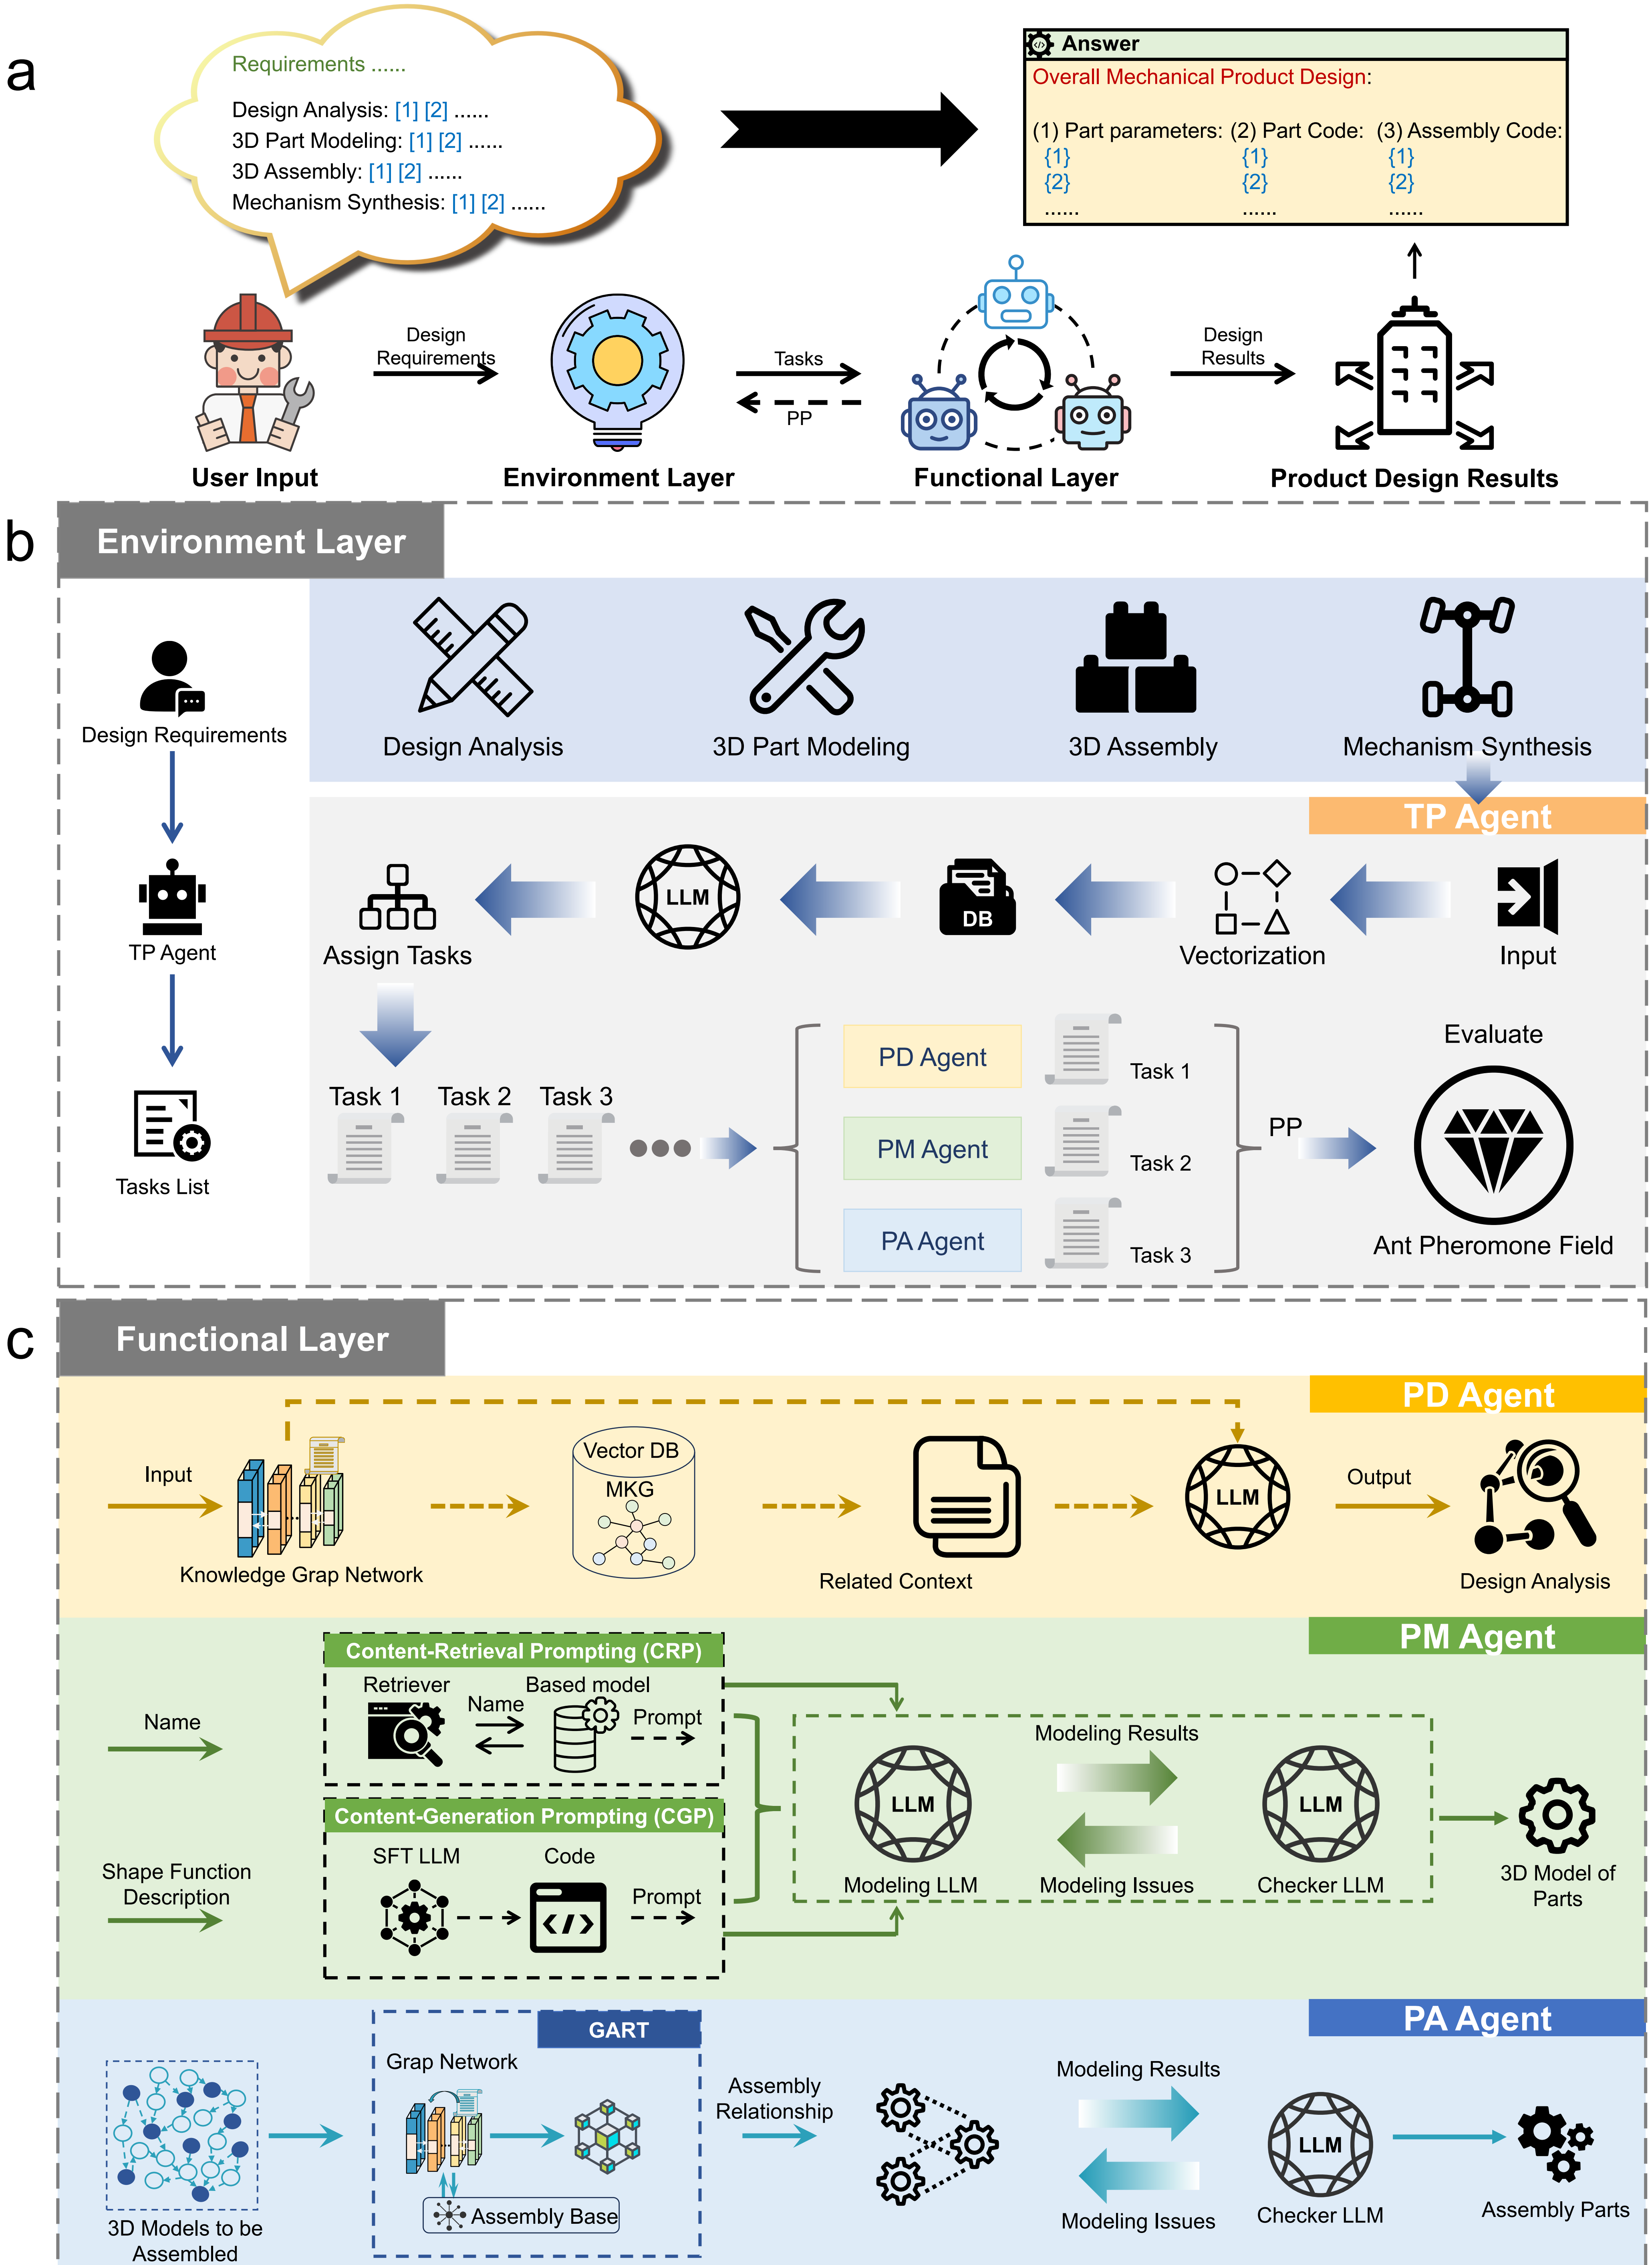 a
Requirements ......
Design Analysis: [1] [2] ......
3D Part Modeling: [1] [2] ......
3D Assembly: [1] [2] ......
Mechanism Synthesis: [1] [2] ......
Answer
Overall Mechanical Product Design:
(1) Part parameters: (2) Part Code: (3) Assembly Code:
{1} {1} {1}
{2} {2} {2}
...... ...... ......
Design
Requirements
Tasks
PP
Design
Results
User Input
Environment Layer
Functional Layer
Product Design Results
b
Environment Layer
Design Requirements
TP Agent
Tasks List
Design Analysis
3D Part Modeling
3D Assembly
Mechanism Synthesis
TP Agent
Assign Tasks
LLM
DB
Vectorization
Input
Task 1
Task 2
Task 3
PD Agent
Task 1
PM Agent
Task 2
PA Agent
Task 3
PP
Evaluate
Ant Pheromone Field
c
Functional Layer
PD Agent
Input
Knowledge Grap Network
Vector DB
MKG
Related Context
LLM
Output
Design Analysis
PM Agent
Name
Shape Function
Description
Content-Retrieval Prompting (CRP)
Retriever
Name
Based model
Prompt
Content-Generation Prompting (CGP)
SFT LLM
Code
Prompt
LLM
Modeling LLM
Modeling Results
Modeling Issues
LLM
Checker LLM
3D Model of
Parts
PA Agent
3D Models to be
Assembled
GART
Grap Network
Assembly Base
Assembly
Relationship
Modeling Results
Modeling Issues
LLM
Checker LLM
Assembly Parts